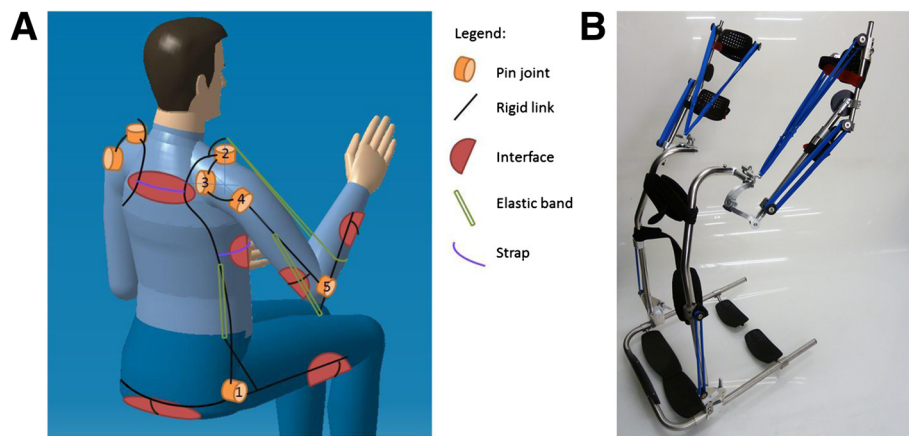 A
2
3
4
5
1
Legend:
Pin joint
Rigid link
Interface
Elastic band
Strap
B